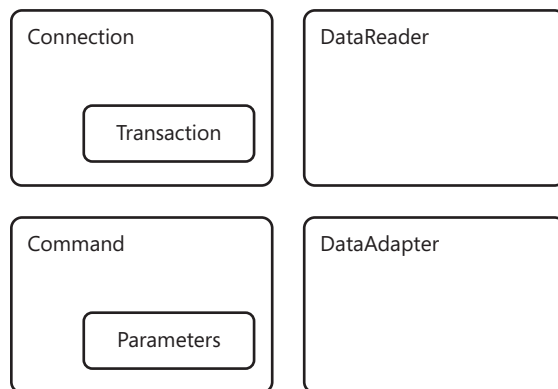 Connection
Transaction
DataReader
Command
Parameters
DataAdapter